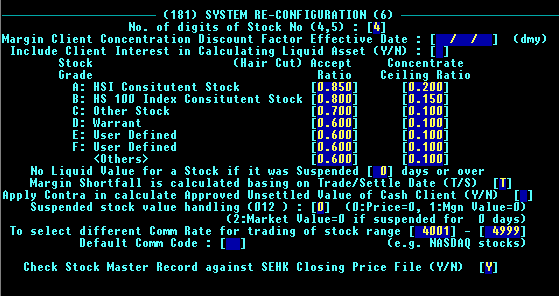 (181) SYSTEM RE-CONFIGURATION (6)
No. of digits of Stock No (4,5) : [4]
Margin Client Concentration Discount Factor Effective Date : [  /  /  ] (dmy)
Include Client Interest in Calculating Liquid Asset (Y/N) : [ ]
Stock (Hair Cut) Accept Concentrate
Grade Ratio Ceiling Ratio
A: HSI Consitutent Stock [0.850] [0.200]
B: HS 100 Index Consitutent Stock [0.800] [0.150]
C: Other Stock [0.700] [0.100]
D: Warrant [0.600] [0.100]
E: User Defined [0.600] [0.100]
F: User Defined [0.600] [0.100]
<Others> [0.600] [0.100]
No Liquid Value for a Stock if it was Suspended [ 0] days or over
Margin Shortfall is calculated basing on Trade/Settle Date (T/S) [T]
Apply Contra in calculate Approved Unsettled Value of Cash Client (Y/N) [ ]
Suspended stock value handling (012 ) : [0] (0:Price=0, 1:Mgn Value=0)
(2:Market Value=0 if suspended for 0 days)
To select different Comm Rate for trading of stock range [ 4001] - [ 4999]
Default Comm Code : [  ] (e.g. NASDAQ stocks)
Check Stock Master Record against SEHK Closing Price File (Y/N) [Y]